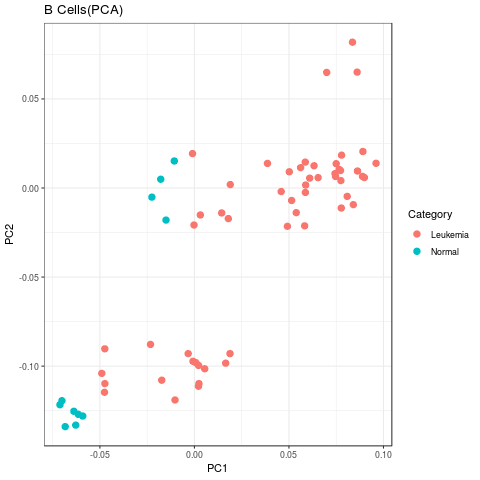 B Cells(PCA)
PC2
0.05
0.00
-0.05
-0.10
-0.05
0.00
0.05
0.10
PC1
Category
Leukemia
Normal